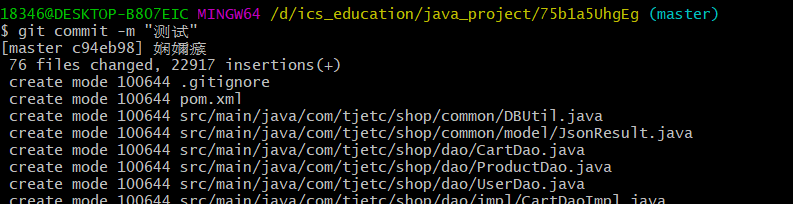 18346@DESKTOP-B807EIC MINGW64 /d/ics_education/java_project/75b1a5UhgEg (master)
$ git commit -m "测试"
[master c94eb98] 娴嬭瘯
76 files changed, 22917 insertions(+)
create mode 100644 .gitignore
create mode 100644 pom.xml
create mode 100644 src/main/java/com/tjetc/shop/common/DBUtil.java
create mode 100644 src/main/java/com/tjetc/shop/common/model/JsonResult.java
create mode 100644 src/main/java/com/tjetc/shop/dao/CartDao.java
create mode 100644 src/main/java/com/tjetc/shop/dao/ProductDao.java
create mode 100644 src/main/java/com/tjetc/shop/dao/UserDao.java
create mode 100644 src/main/java/com/tjetc/shop/dao/impl/CartDaoImpl.java